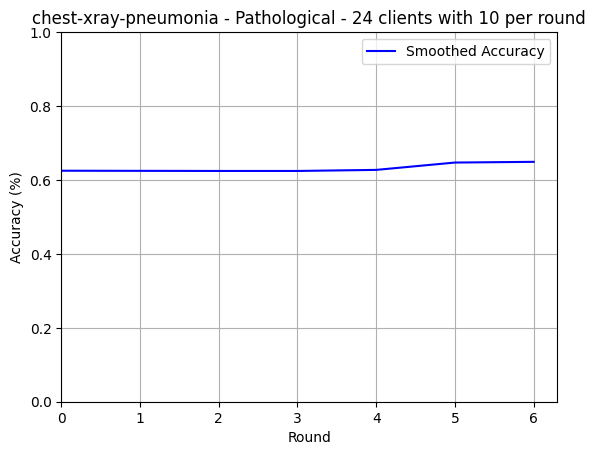 chest-xray-pneumonia - Pathological - 24 clients with 10 per round
Smoothed Accuracy
1.0
0.8
0.6
0.4
0.2
0.0
Accuracy (%)
0 1 2 3 4 5 6
Round